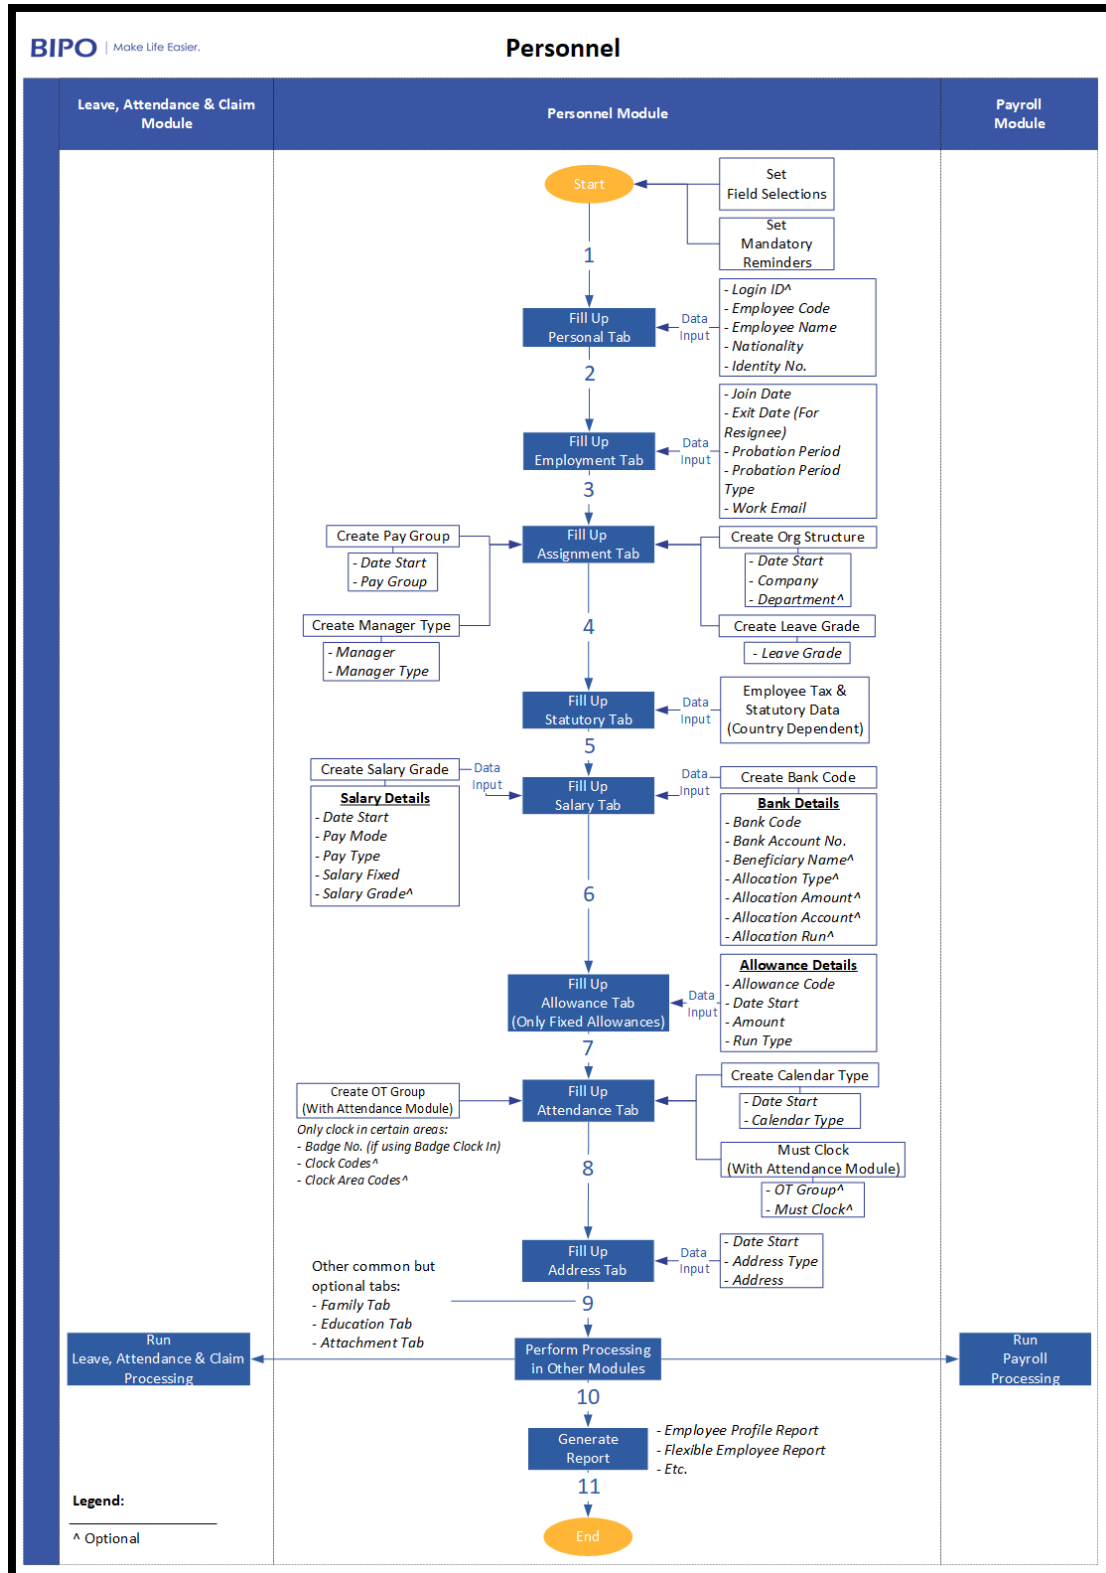 BIPO | Make Life Easier.
Personnel
Leave, Attendance & Claim
Module
Personnel Module
Payroll
Module
Start
Set
Field Selections
Set
Mandatory
Reminders
1
Fill Up
Personal Tab
Data
Input
- Login ID^
- Employee Code
- Employee Name
- Nationality
- Identity No.
2
Fill Up
Employment Tab
Data
Input
- Join Date
- Exit Date (For
Resignee)
- Probation Period
- Probation Period
Type
- Work Email
3
Create Pay Group
- Date Start
- Pay Group
Fill Up
Assignment Tab
Create Org Structure
- Date Start
- Company
- Department^
Create Manager Type
- Manager
- Manager Type
4
Create Leave Grade
- Leave Grade
Fill Up
Statutory Tab
Data
Input
Employee Tax &
Statutory Data
(Country Dependent)
5
Create Salary Grade
Data
Input
Salary Details
- Date Start
- Pay Mode
- Pay Type
- Salary Fixed
- Salary Grade^
Fill Up
Salary Tab
Data
Input
Create Bank Code
Bank Details
- Bank Code
- Bank Account No.
- Beneficiary Name^
- Allocation Type^
- Allocation Amount^
- Allocation Account^
- Allocation Run^
6
Fill Up
Allowance Tab
(Only Fixed Allowances)
Data
Input
Allowance Details
- Allowance Code
- Date Start
- Amount
- Run Type
7
Create OT Group
(With Attendance Module)
Only clock in certain areas:
- Badge No. (if using Badge Clock In)
- Clock Codes^
- Clock Area Codes^
Fill Up
Attendance Tab
Create Calendar Type
- Date Start
- Calendar Type
Must Clock
(With Attendance Module)
- OT Group^
- Must Clock^
8
Fill Up
Address Tab
Data
Input
- Date Start
- Address Type
- Address
Other common but
optional tabs:
- Family Tab
- Education Tab
- Attachment Tab
9
Run
Leave, Attendance & Claim
Processing
Perform Processing
in Other Modules
Run
Payroll
Processing
10
Generate
Report
- Employee Profile Report
- Flexible Employee Report
- Etc.
11
End
Legend:
^ Optional